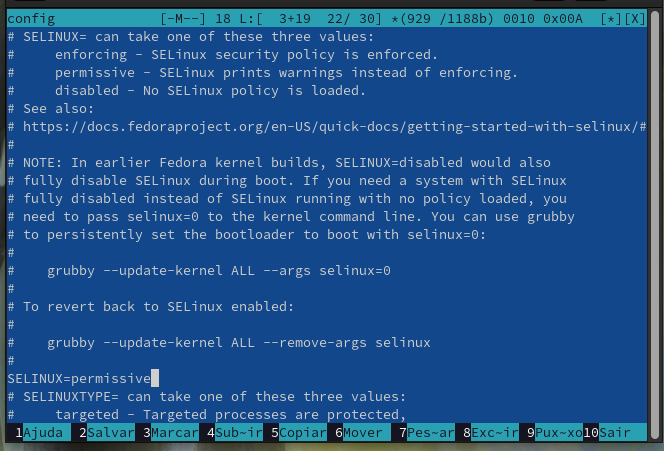 config             [-M--] 18 L:[  3+19  22/ 30] *(929 /1188b) 0010 0x00A  [*][X]
# SELINUX= can take one of these three values:
#     enforcing - SELinux security policy is enforced.
#     permissive - SELinux prints warnings instead of enforcing.
#     disabled - No SELinux policy is loaded.
# See also:
# https://docs.fedoraproject.org/en-US/quick-docs/getting-started-with-selinux/#
#
# NOTE: In earlier Fedora kernel builds, SELINUX=disabled would also
# fully disable SELinux during boot. If you need a system with SELinux
# fully disabled instead of SELinux running with no policy loaded, you
# need to pass selinux=0 to the kernel command line. You can use grubby
# to persistently set the bootloader to boot with selinux=0:
#
#    grubby --update-kernel ALL --args selinux=0
#
# To revert back to SELinux enabled:
#
#    grubby --update-kernel ALL --remove-args selinux
#
SELINUX=permissive
# SELINUXTYPE= can take one of these three values:
#     targeted - Targeted processes are protected,
1Ajuda  2Salvar 3Marcar 4Sub~ir 5Copiar 6Mover  7Pes~ar 8Exc~ir 9Pux~xo10Sair